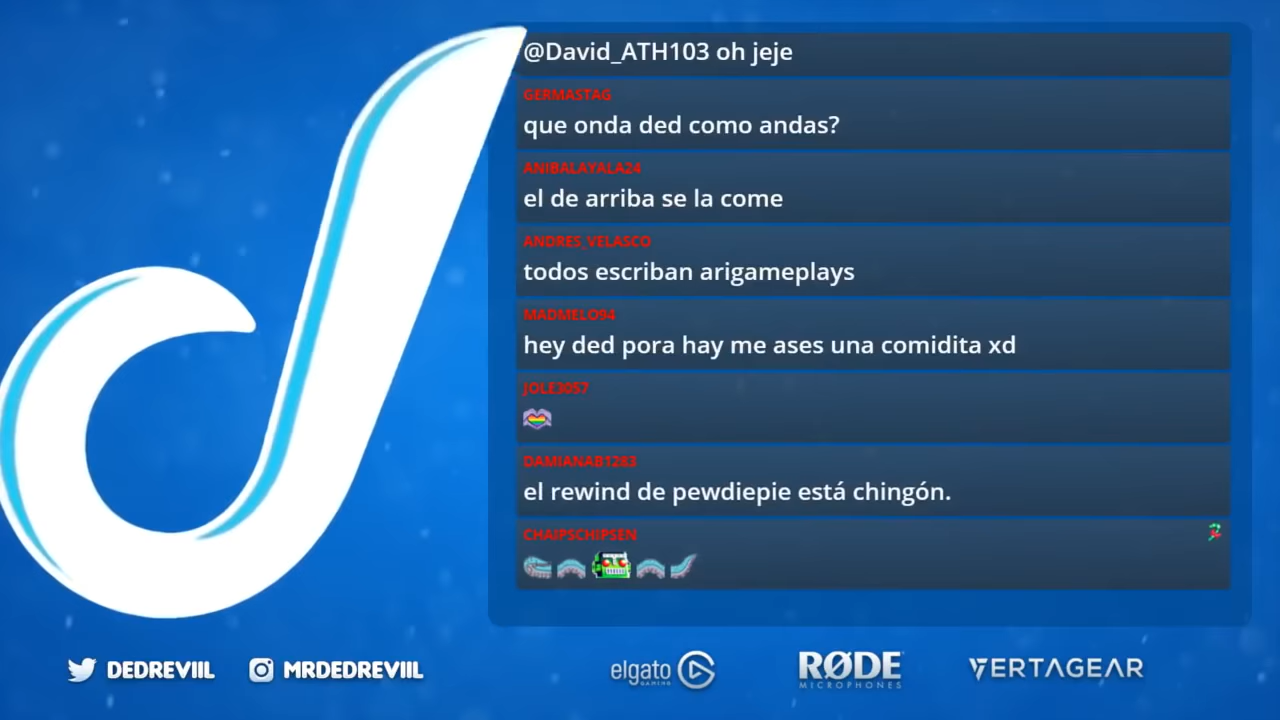 @David_ATH103 oh jeje
GERMASTAG
que onda ded como andas?
ANIBALAYALA24
el de arriba se la come
ANDRES_VELASCO
todos escriban arigameplays
MADMELO94
hey ded pora hay me ases una comidita xd
JOLE3057
DAMIANAB1283
el rewind de pewdiepie está chingón.
CHAIPSCHIPSEN
DEDREVIIL MRDEDREVIIL elgato GAMING RØDE MICROPHONES VERTAGEAR